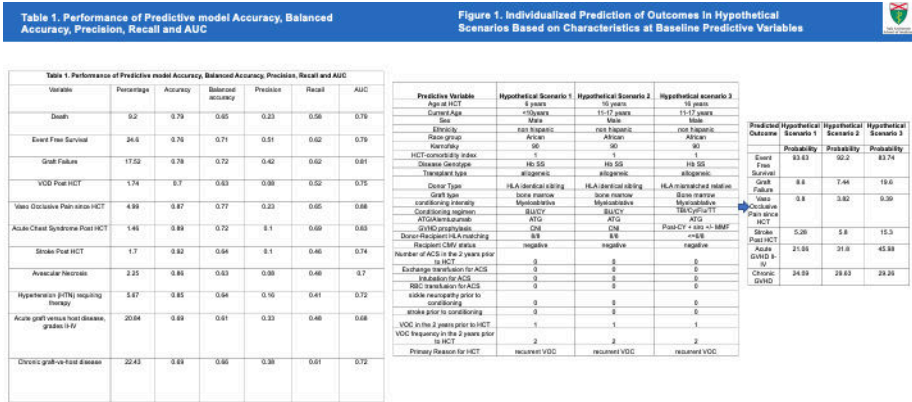 Table 1. Performance of Predictive model Accuracy, Balanced
Accuracy, Precision, Recall and AUC
Figure 1. Individualized Prediction of Outcomes In Hypothetical
Scenarios Based on Characteristics at Baseline Predictive Variables
Table 1. Performance of Predictive model Accuracy, Balanced Accuracy, Precision, Recall and AUC
Variable Percentage Accuracy Balanced accuracy Precision Recall AUC
Death 9.2 0.79 0.65 0.23 0.58 0.79
Event Free Survival 24.6 0.76 0.71 0.51 0.62 0.79
Graft Failure 17.52 0.78 0.72 0.42 0.62 0.81
VOD Post HCT 1.74 0.7 0.63 0.08 0.52 0.75
Vaso Occlusive Pain since HCT 4.99 0.87 0.77 0.23 0.65 0.88
Acute Chest Syndrome Post HCT 1.46 0.89 0.72 0.1 0.69 0.83
Stroke Post HCT 1.7 0.82 0.64 0.1 0.46 0.74
Avascular Necrosis 2.25 0.86 0.63 0.08 0.48 0.7
Hypertension (HTN) requiring therapy 5.87 0.85 0.64 0.16 0.41 0.72
Acute graft versus host disease, grades II-IV 20.84 0.69 0.61 0.33 0.48 0.68
Chronic graft-vs-host disease 22.43 0.69 0.66 0.38 0.61 0.72
Predictive Variable Hypothetical Scenario 1 Hypothetical Scenario 2 Hypothetical scenario 3
Age at HCT 6 years 16 years 16 years
Current Age <=10years 11-17 years 11-17 years
Sex Male Male Male
Ethnicity non hispanic non hispanic non hispanic
Race group African African African
Karnofsky 90 90 90
HCT-comorbidity index 1 1 1
Disease Genotype Hb SS Hb SS Hb SS
Transplant type allogeneic allogeneic allogeneic
Donor Type HLA identical sibling HLA identical sibling HLA mismatched relative
Graft type bone marrow bone marrow Bone marrow
conditioning intensity Myeloablative Myeloablative Myeloablative
Conditioning regimen BU/CY BU/CY TBI/Cy/Flu/TT
ATG/Alemtuzumab ATG ATG ATG
GVHD prophylaxis CNI CNI Post-CY + siro +/- MMF
Donor-Recipient HLA matching 8/8 8/8 <=6/8
Recipient CMV status negative negative negative
Number of ACS in the 2 years prior to HCT 0 0 0
Exchange transfusion for ACS 0 0 0
Intubation for ACS 0 0 0
RBC transfusion for ACS 0 0 0
sickle neuropathy prior to conditioning 0 0 0
stroke prior to conditioning 0 0 0
VOC in the 2 years prior to HCT 1 1 1
VOC frequency in the 2 years prior to HCT 2 2 2
Primary Reason for HCT recurrent VOC recurrent VOC recurrent VOC
Predicted Outcome Hypothetical Scenario 1 Hypothetical Scenario 2 Hypothetical Scenario 3
Probability Probability Probability
Event Free Survival 93.63 92.2 83.74
Graft Failure 8.6 7.44 19.6
Vaso Occlusive Pain since HCT 0.8 3.82 9.39
Stroke Post HCT 5.28 5.8 15.3
Acute GVHD II-IV 21.06 31.8 45.98
Chronic GVHD 24.09 29.63 29.26